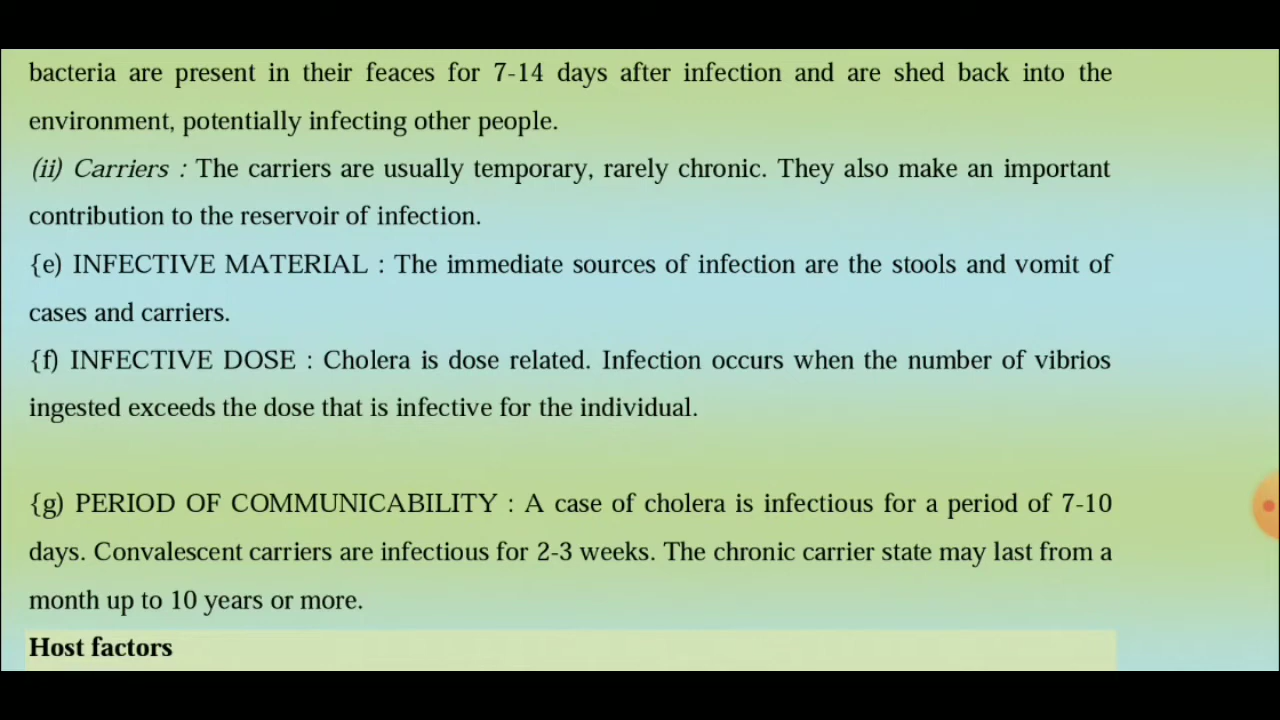 bacteria are present in their feaces for 7-14 days after infection and are shed back into the
environment, potentially infecting other people.
(ii) Carriers : The carriers are usually temporary, rarely chronic. They also make an important
contribution to the reservoir of infection.
{e) INFECTIVE MATERIAL : The immediate sources of infection are the stools and vomit of
cases and carriers.
{f) INFECTIVE DOSE : Cholera is dose related. Infection occurs when the number of vibrios
ingested exceeds the dose that is infective for the individual.
{g) PERIOD OF COMMUNICABILITY : A case of cholera is infectious for a period of 7-10
days. Convalescent carriers are infectious for 2-3 weeks. The chronic carrier state may last from a
month up to 10 years or more.
Host factors